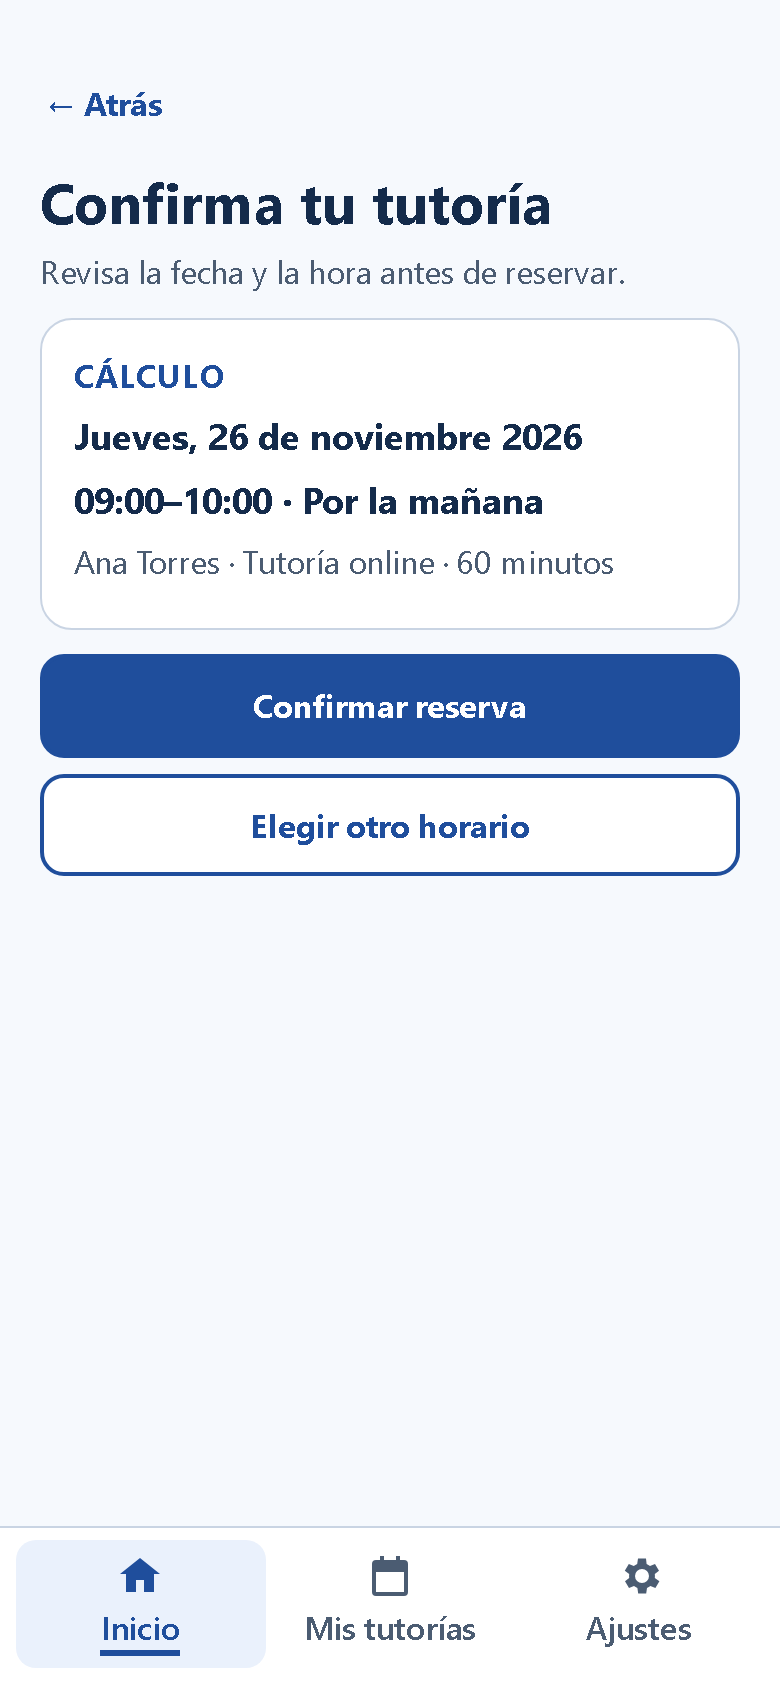 ← Atrás
Confirma tu tutoría
Revisa la fecha y la hora antes de reservar.
CÁLCULO
Jueves, 26 de noviembre 2026
09:00–10:00 · Por la mañana
Ana Torres · Tutoría online · 60 minutos
Confirmar reserva
Elegir otro horario
Inicio
Mis tutorías
Ajustes